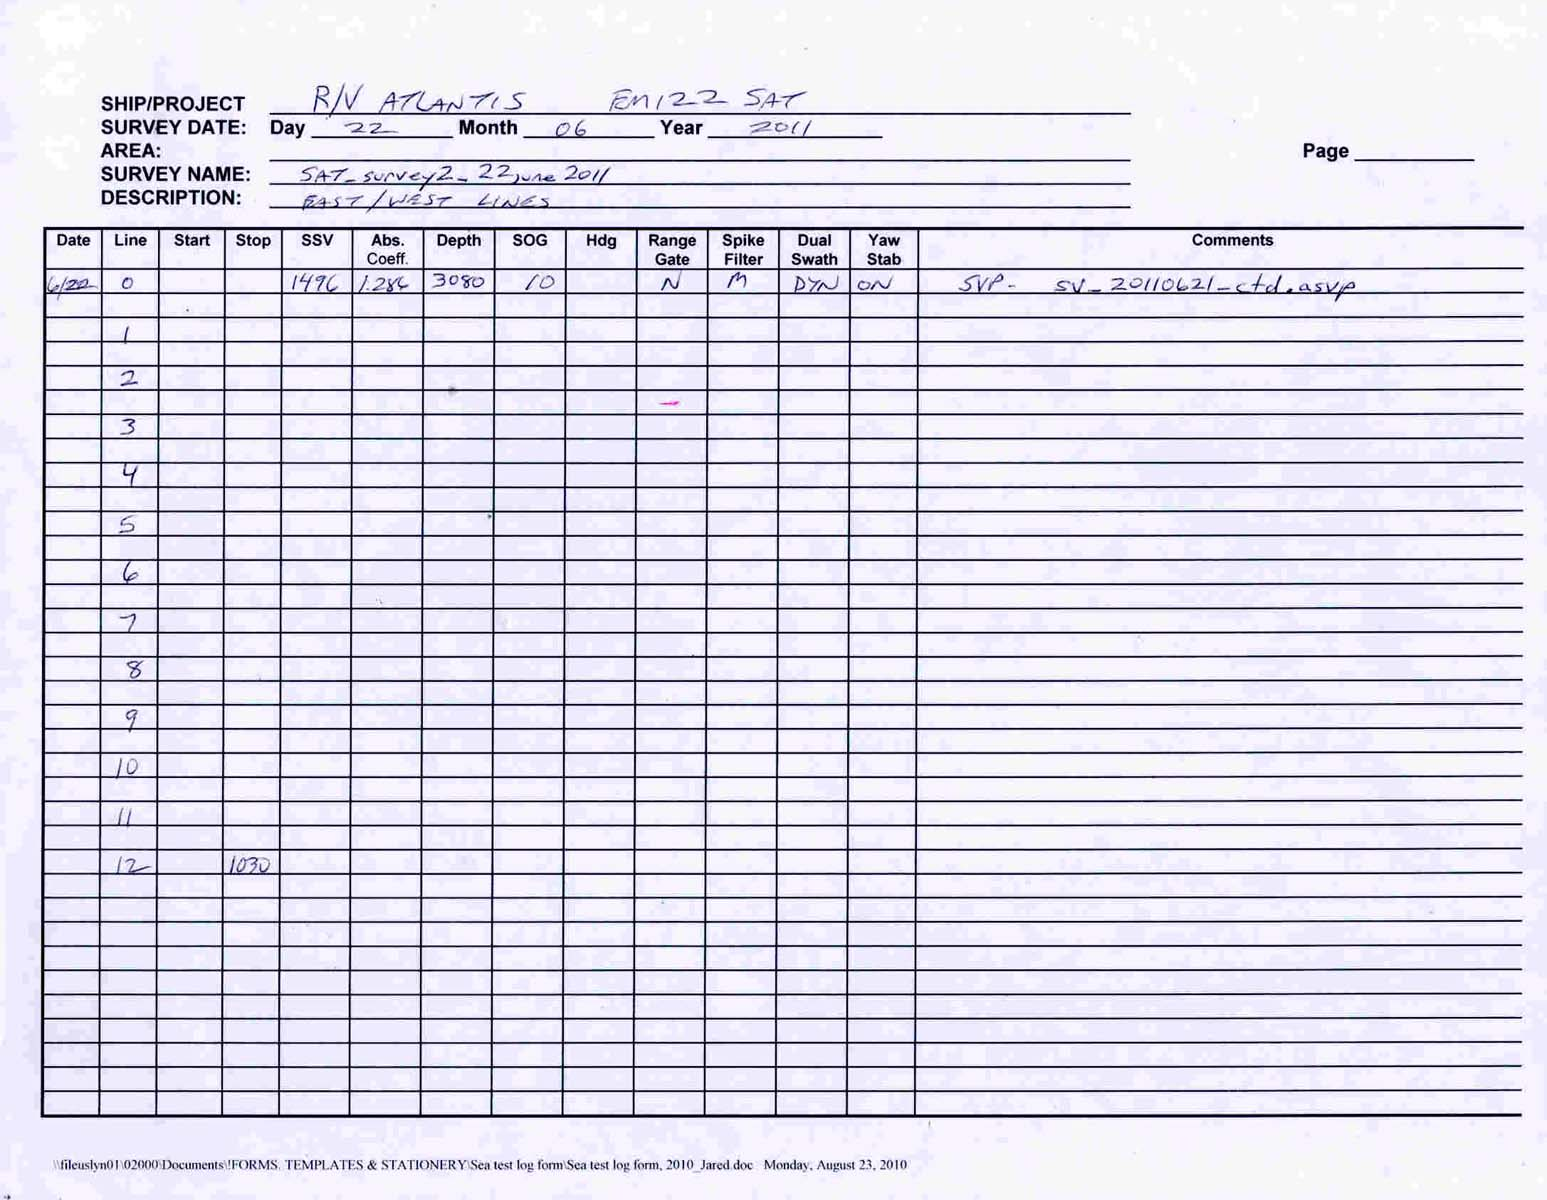 SHIP/PROJECT R/V ATLANTIS EM122 SAT
SURVEY DATE: Day 22 Month 06 Year 2011
AREA:
Page
SURVEY NAME: SAT_survey2_22june2011
DESCRIPTION: EAST/WEST LINES
Date Line Start Stop SSV Abs. Coeff. Depth SOG Hdg Range Gate Spike Filter Dual Swath Yaw Stab Comments
6/22 0 1496 1.286 3080 10 N M DYN ON SVP- SV_20110621-ctd.asvp
1
2
3
4
5
6
7
8
9
10
11
12 1030
\\fileuslyn01\02000\Documents\!FORMS. TEMPLATES & STATIONERY\Sea test log form\Sea test log form, 2010_Jared.doc Monday, August 23, 2010